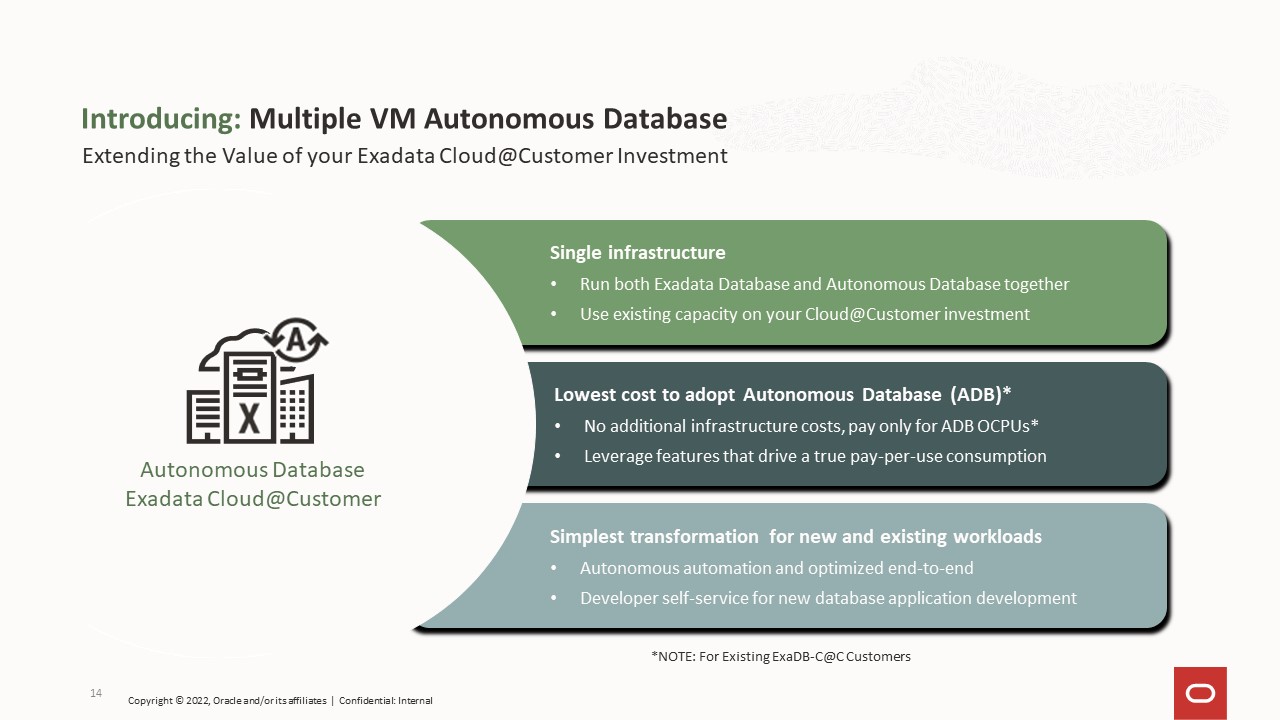 Introducing: Multiple VM Autonomous Database
Extending the Value of your Exadata Cloud@Customer Investment
Single infrastructure
• Run both Exadata Database and Autonomous Database together
• Use existing capacity on your Cloud@Customer investment
A
X
Autonomous Database
Exadata Cloud@Customer
Lowest cost to adopt Autonomous Database (ADB)*
• No additional infrastructure costs, pay only for ADB OCPUs*
• Leverage features that drive a true pay-per-use consumption
Simplest transformation for new and existing workloads
• Autonomous automation and optimized end-to-end
• Developer self-service for new database application development
*NOTE: For Existing ExaDB-C@C Customers
14
Copyright © 2022, Oracle and/or its affiliates | Confidential: Internal